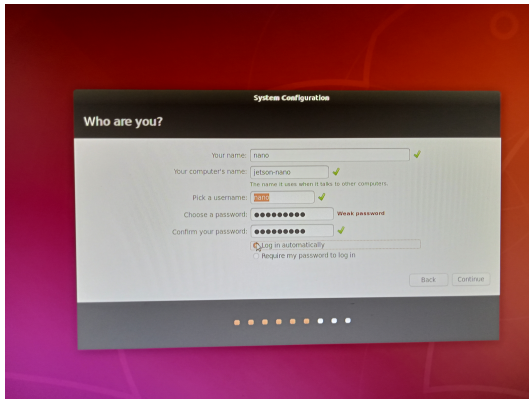 System Configuration
Who are you?
Your name: nano
Your computer's name: jetson-nano
The name it uses when it talks to other computers.
Pick a username: nano
Choose a password: ●●●●●●●●● Weak password
Confirm your password: ●●●●●●●●●
Log in automatically
Require my password to log in
Back Continue